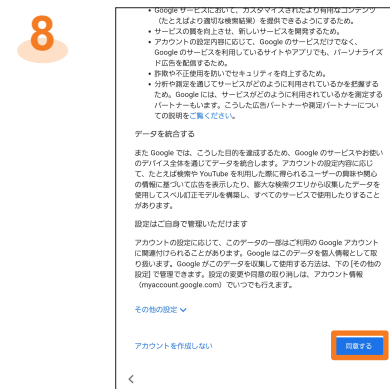 8
• Google サービスにおいて、カスタマイズされたより有用なコンテンツ
（たとえばより適切な検索結果）を提供できるようにするため。
• サービスの質を向上させ、新しいサービスを開発するため。
• アカウントの設定内容に応じて、Google のサービスだけでなく、
Google のサービスを利用しているサイトやアプリでも、パーソナライズ
ド広告を配信するため。
• 詐欺や不正使用を防いでセキュリティを向上するため。
• 分析や測定を通じてサービスがどのように利用されているかを把握する
ため。Google には、サービスがどのように利用されているかを測定する
パートナーもいます。こうした広告パートナーや測定パートナーについ
ての説明をご覧ください。
データを統合する
また Google では、こうした目的を達成するため、Google のサービスやお使い
のデバイス全体を通じてデータを統合します。アカウントの設定内容に応じ
て、たとえば検索や YouTube を利用した際に得られるユーザーの興味や関心
の情報に基づいて広告を表示したり、膨大な検索クエリから収集したデータを
使用してスペル訂正モデルを構築し、すべてのサービスで使用したりすること
があります。
設定はご自身で管理いただけます
アカウントの設定に応じて、このデータの一部はご利用の Google アカウント
に関連付けられることがあります。Google はこのデータを個人情報として取
り扱います。Google がこのデータを収集して使用する方法は、下の [その他の
設定] で管理できます。設定の変更や同意の取り消しは、アカウント情報
（myaccount.google.com）でいつでも行えます。
その他の設定
アカウントを作成しない
同意する